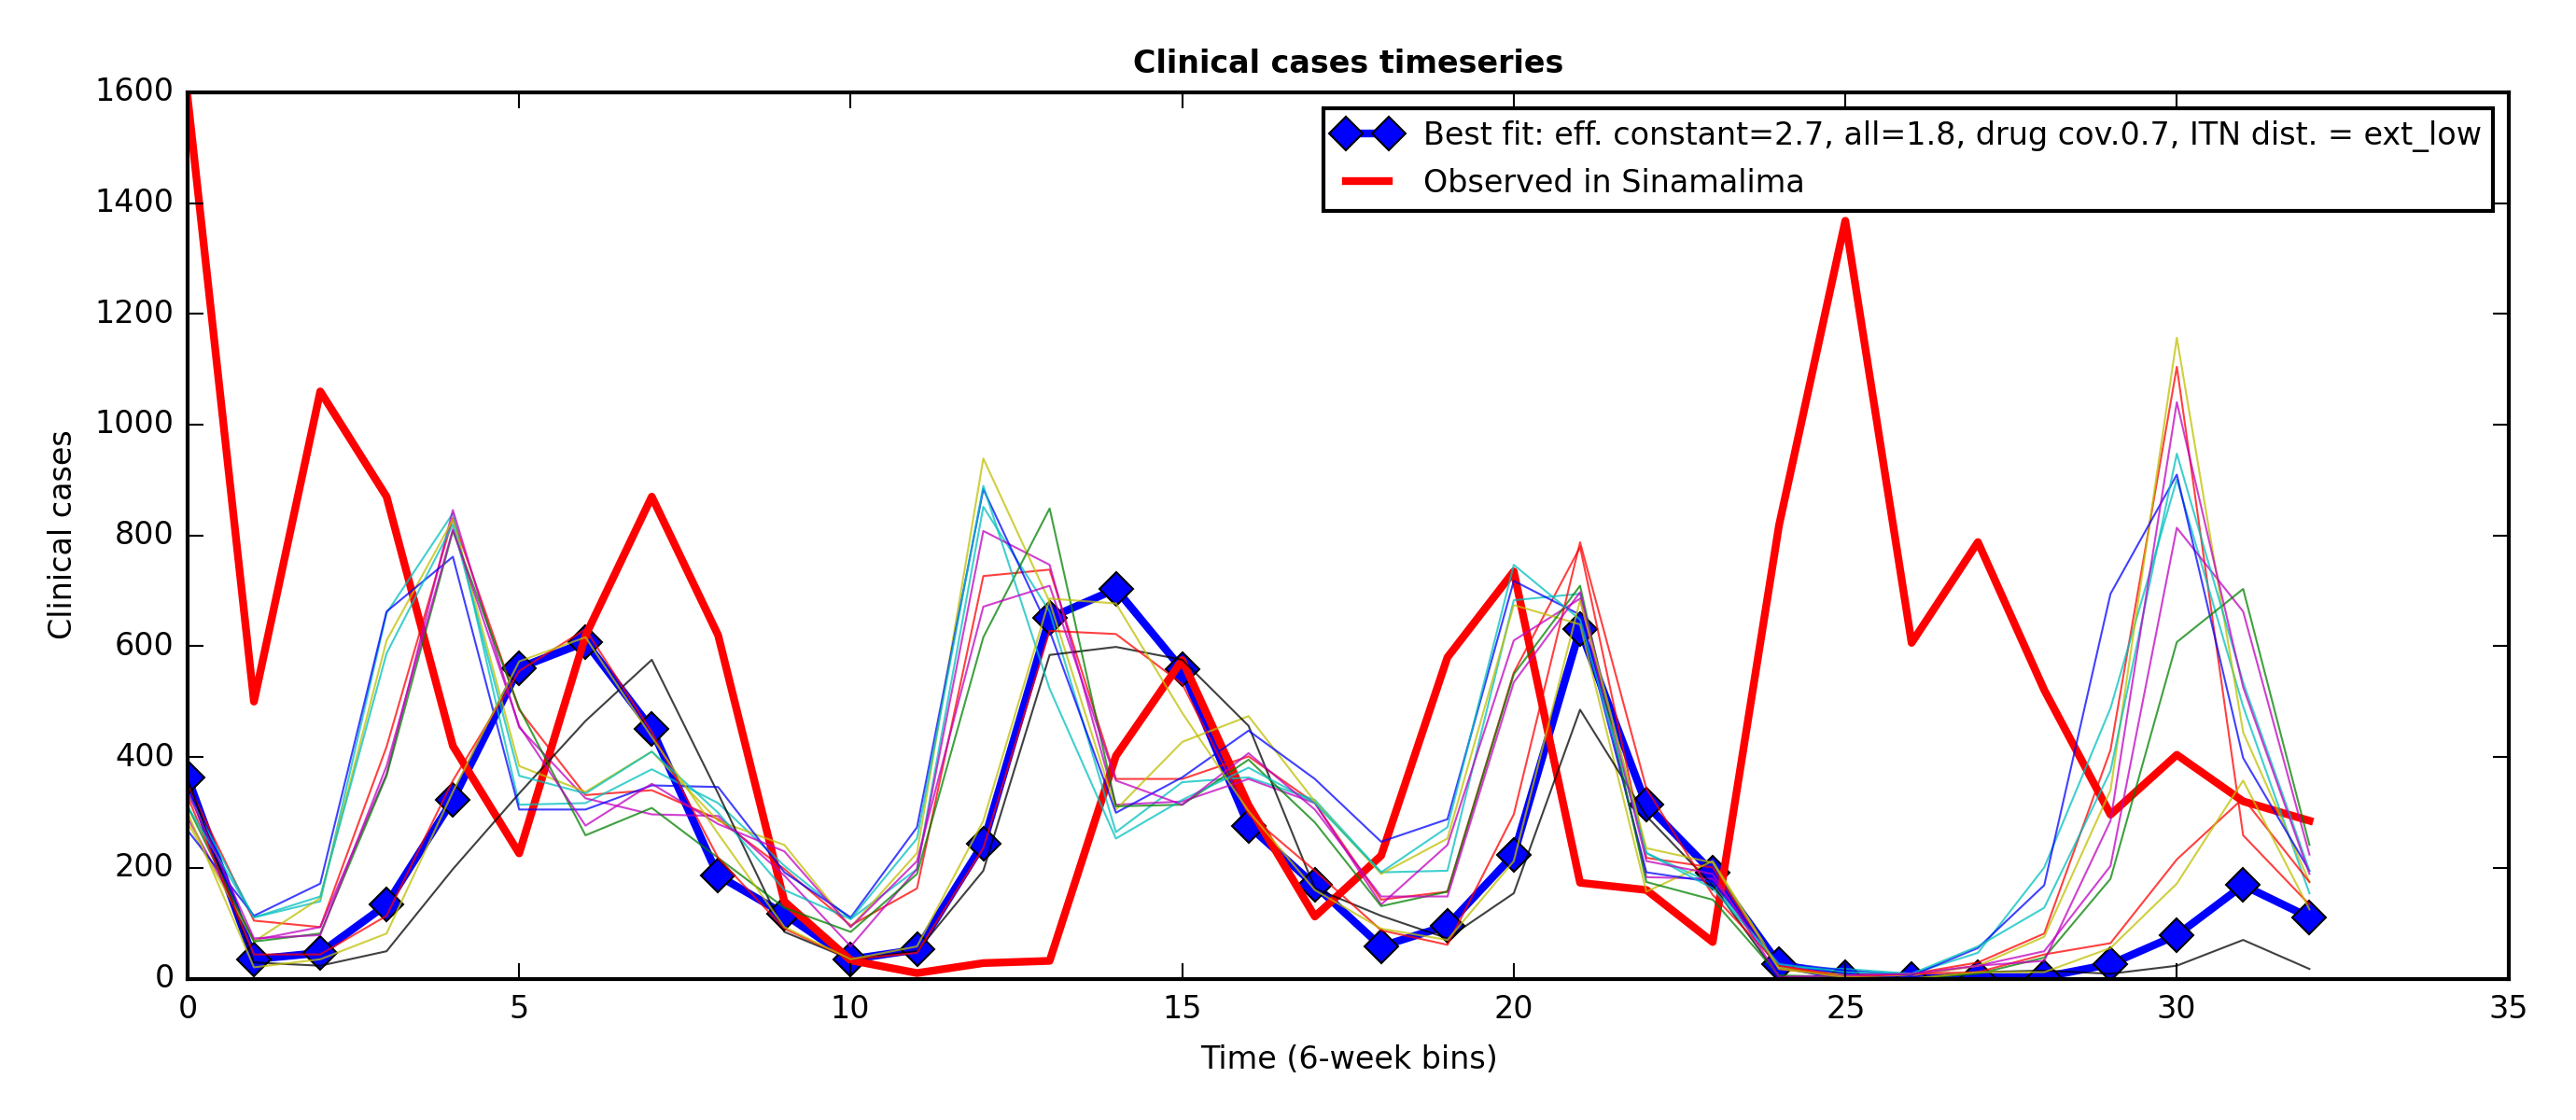 Clinical cases timeseries
1600
1400
1200
1000
800
600
400
200
0
Clinical cases
Best fit: eff. constant=2.7, all=1.8, drug cov.0.7, ITN dist. = ext_low
Observed in Sinamalima
0 5 10 15 20 25 30 35
Time (6-week bins)